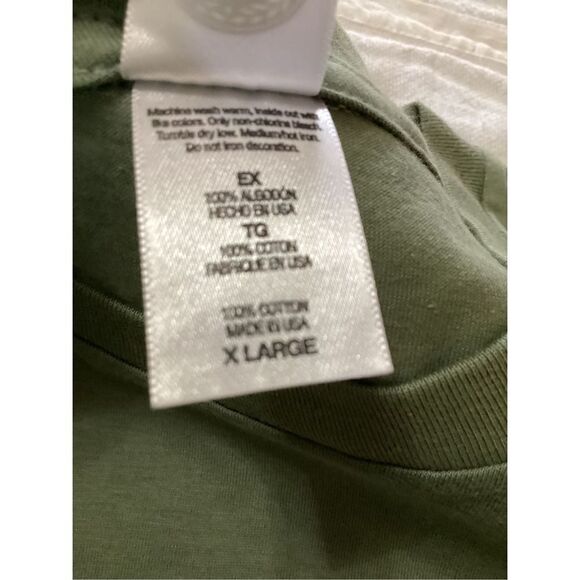 Machine wash warm, inside out with
like colors. Only non-chlorine bleach.
Tumble dry low. Medium/hot iron.
Do not iron decoration.
EX
100% ALGODÓN
HECHO EN USA
TG
100% COTON
FABRIQUE EN USA
100% COTTON
MADE IN USA
X LARGE